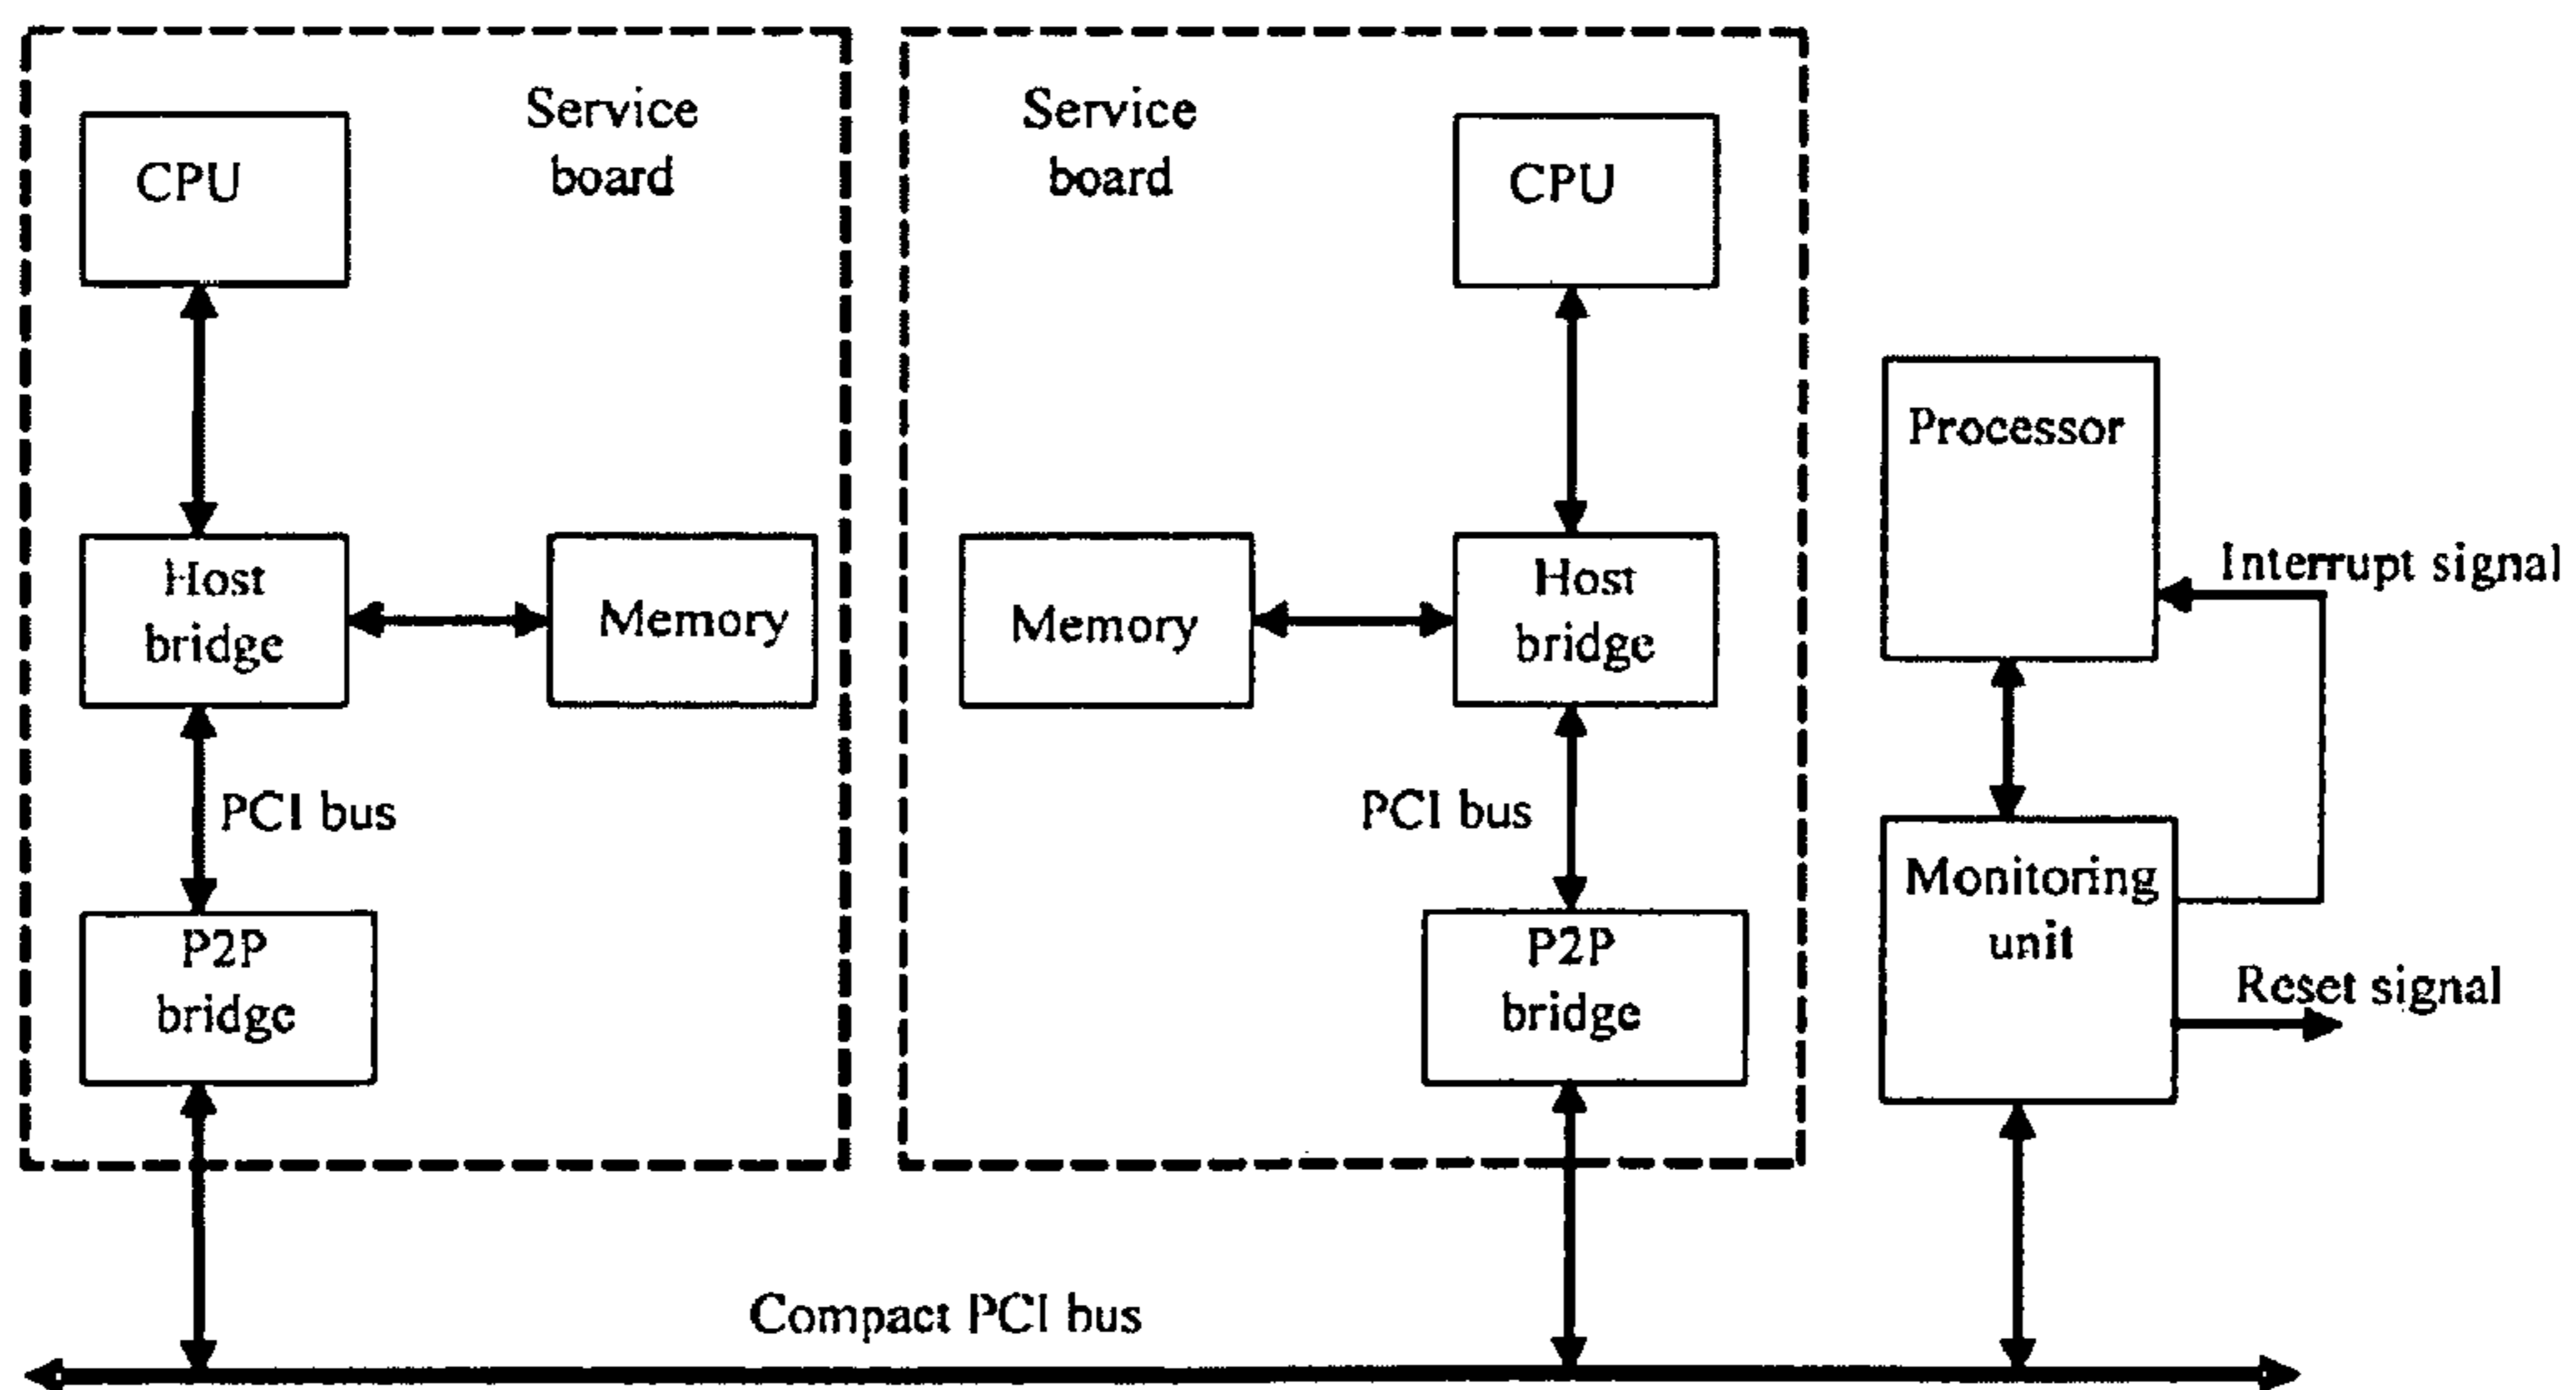 CPU
Service
board
Host
bridge
Memory
PCI bus
P2P
bridge
Service
board
CPU
Memory
Host
bridge
PCI bus
P2P
bridge
Processor
Interrupt signal
Monitoring
unit
Reset signal
Compact PCI bus